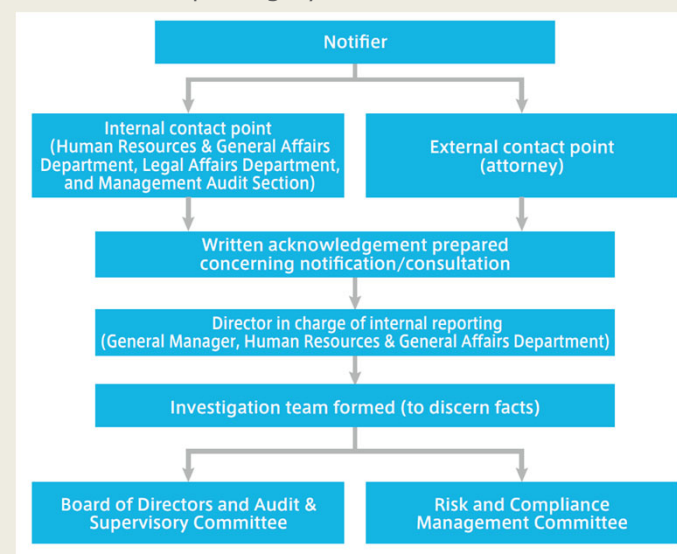 Notifier
Internal contact point
(Human Resources & General Affairs
Department, Legal Affairs Department,
and Management Audit Section)
External contact point
(attorney)
Written acknowledgement prepared
concerning notification/consultation
Director in charge of internal reporting
(General Manager, Human Resources & General Affairs Department)
Investigation team formed (to discern facts)
Board of Directors and Audit &
Supervisory Committee
Risk and Compliance
Management Committee